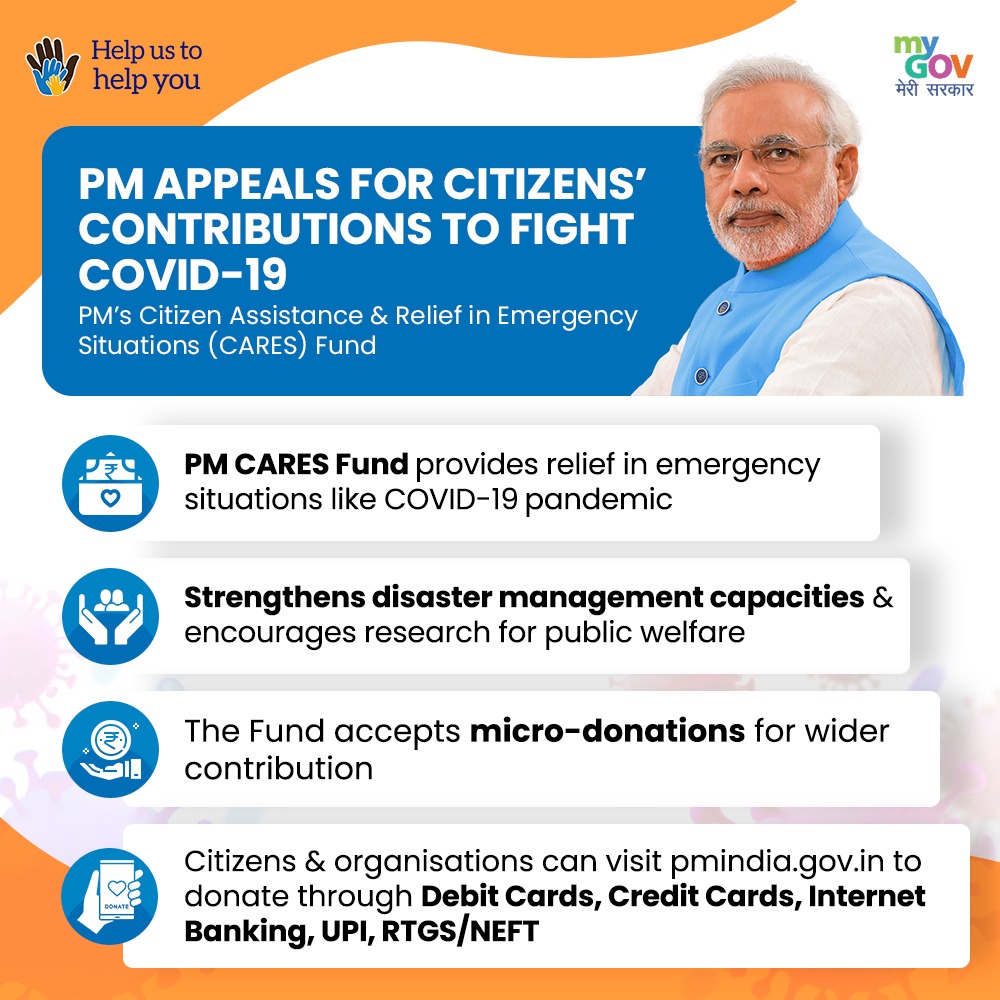 Help us to
help you
my
GOV
मेरी सरकार
PM APPEALS FOR CITIZENS’
CONTRIBUTIONS TO FIGHT
COVID-19
PM’s Citizen Assistance & Relief in Emergency
Situations (CARES) Fund
₹
PM CARES Fund provides relief in emergency
situations like COVID-19 pandemic
Strengthens disaster management capacities &
encourages research for public welfare
₹
The Fund accepts micro-donations for wider
contribution
DONATE
Citizens & organisations can visit pmindia.gov.in to
donate through Debit Cards, Credit Cards, Internet
Banking, UPI, RTGS/NEFT